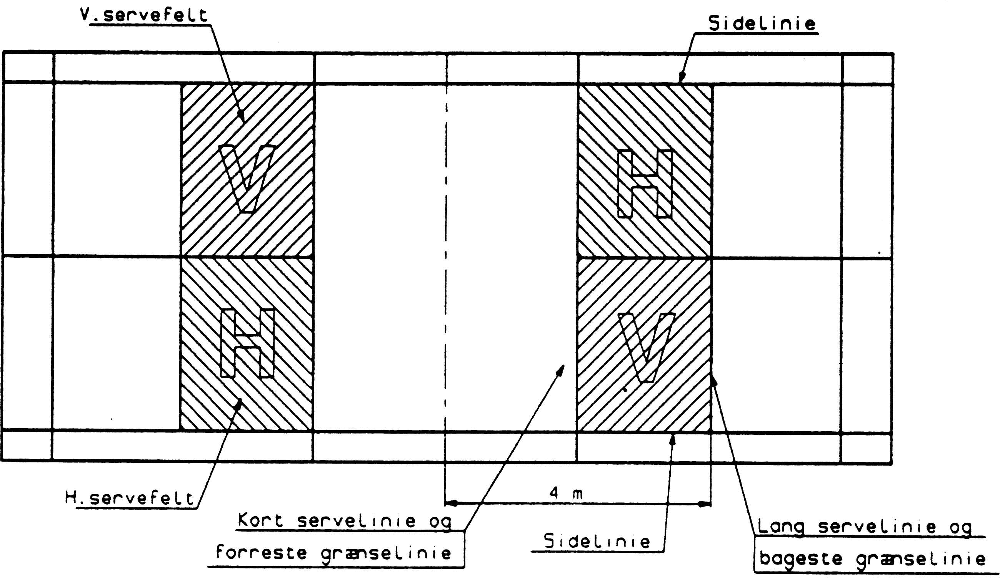 V.servefelt
Sidelinie
V
H
H
V
4 m
H.servefelt
Kort servelinie og
forreste grænselinie
Sidelinie
Lang servelinie og
bageste grænselinie